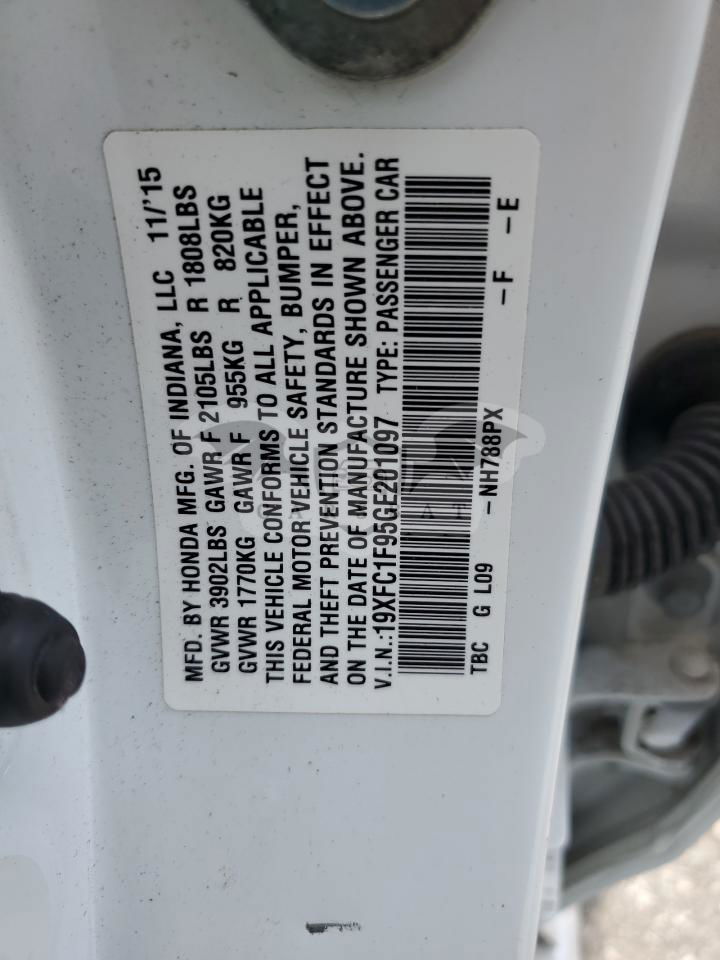 MFD. BY HONDA MFG. OF INDIANA, LLC 11/'15
GVWR 3902LBS GAWR F 2105LBS R 1808LBS
GVWR 1770KG GAWR F 955KG R 820KG
THIS VEHICLE CONFORMS TO ALL APPLICABLE
FEDERAL MOTOR VEHICLE SAFETY, BUMPER,
AND THEFT PREVENTION STANDARDS IN EFFECT
ON THE DATE OF MANUFACTURE SHOWN ABOVE.
V.I.N.:19XFC1F95GE201097 TYPE: PASSENGER CAR
TBC G L09 -NH788PX -F -E